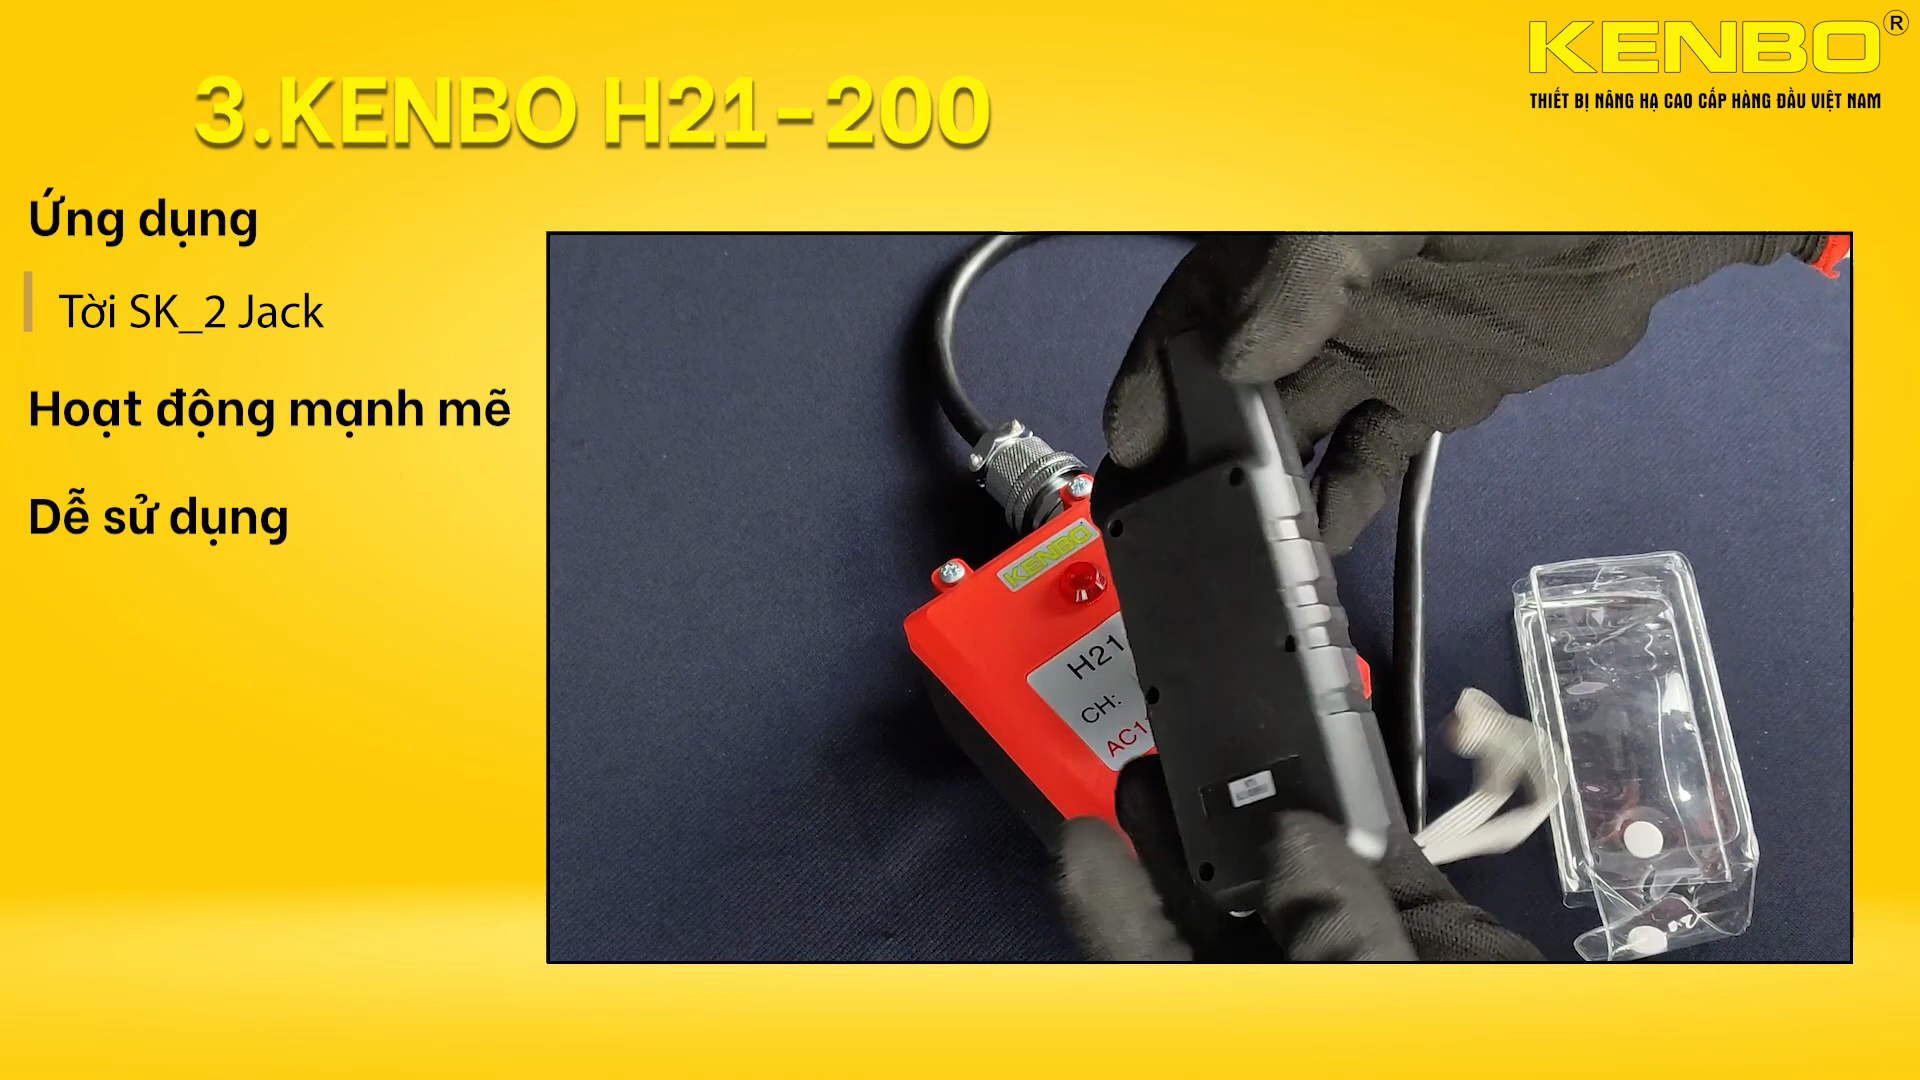 KENBO®
THIẾT BỊ NÂNG HẠ CAO CẤP HÀNG ĐẦU VIỆT NAM
3.KENBO H21-200
Ứng dụng
Tời SK_2 Jack
Hoạt động mạnh mẽ
Dễ sử dụng
KENBO
H21
CH: